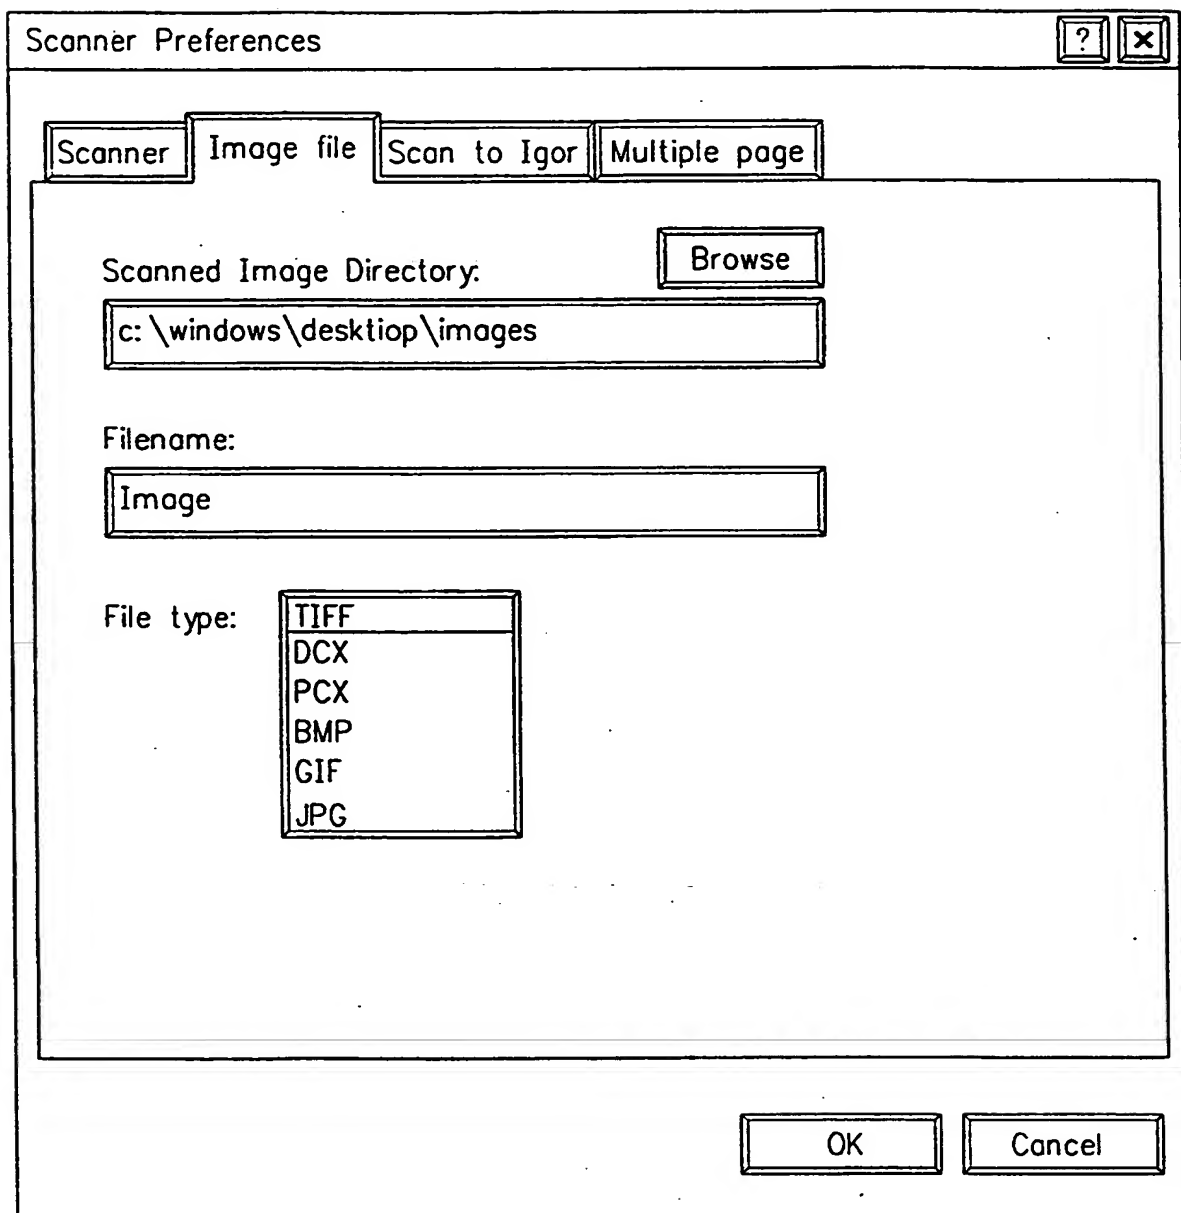 Scanner Preferences ? ×
Scanner Image file Scan to Igor Multiple page
Browse
Scanned Image Directory:
c: \windows\desktiop\images
Filename:
Image
File type:
TIFF
DCX
PCX
BMP
GIF
JPG
OK Cancel